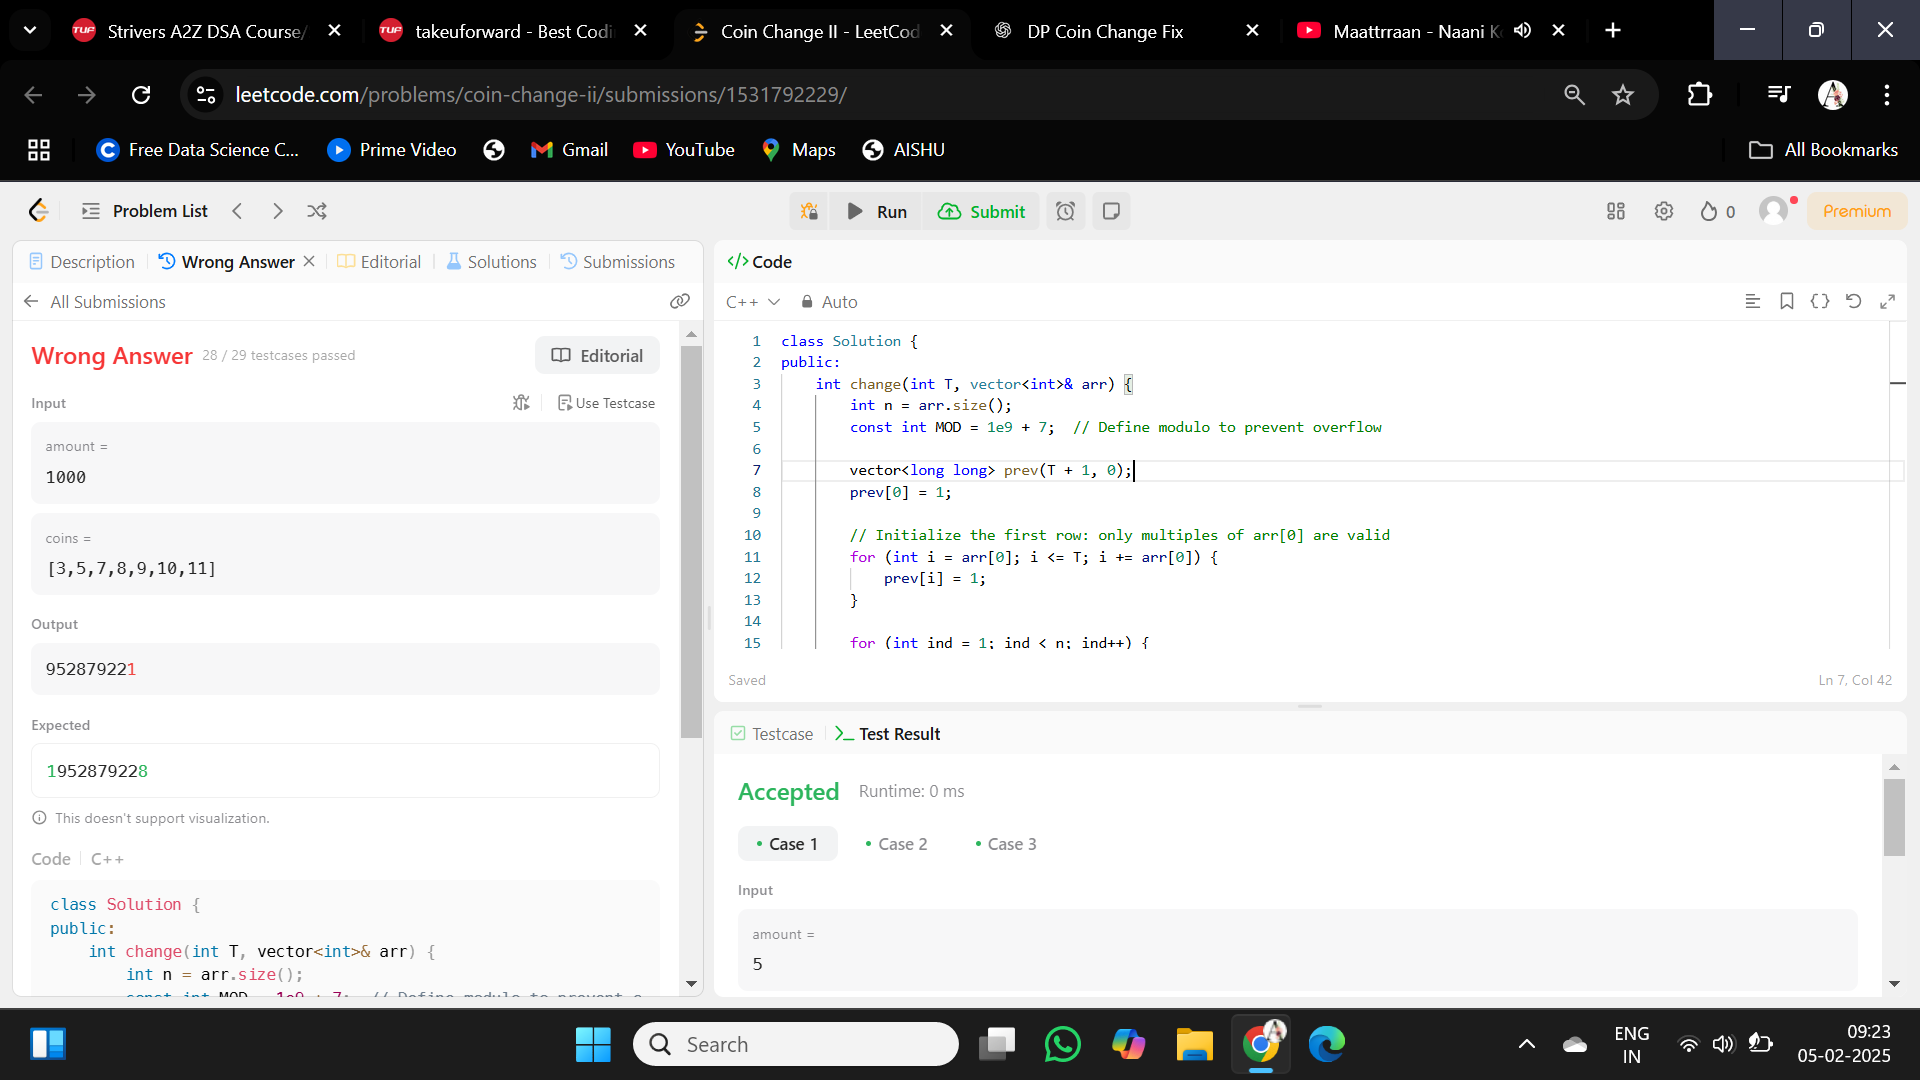 Strivers A2Z DSA Course/
takeuforward - Best Codi
Coin Change II - LeetCod
DP Coin Change Fix
Maattrraan - Naani K
leetcode.com/problems/coin-change-ii/submissions/1531792229/
Free Data Science C...
Prime Video
Gmail
YouTube
Maps
AISHU
All Bookmarks
Problem List
Run
Submit
0
Premium
Description
Wrong Answer
Editorial
Solutions
Submissions
All Submissions
Wrong Answer 28 / 29 testcases passed
Editorial
Input
Use Testcase
amount =
1000
coins =
[3,5,7,8,9,10,11]
Output
952879221
Expected
1952879228
This doesn't support visualization.
Code
C++
class Solution {
public:
int change(int T, vector<int>& arr) {
int n = arr.size();
const int MOD = 1e9 + 7; // Define modulo to prevent o
Code
C++
Auto
1 class Solution {
2 public:
3 int change(int T, vector<int>& arr) {
4 int n = arr.size();
5 const int MOD = 1e9 + 7; // Define modulo to prevent overflow
6
7 vector<long long> prev(T + 1, 0);
8 prev[0] = 1;
9
10 // Initialize the first row: only multiples of arr[0] are valid
11 for (int i = arr[0]; i <= T; i += arr[0]) {
12 prev[i] = 1;
13 }
14
15 for (int ind = 1; ind < n; ind++) {
Saved
Ln 7, Col 42
Testcase
Test Result
Accepted
Runtime: 0 ms
Case 1
Case 2
Case 3
Input
amount =
5
Search
ENG
IN
09:23
05-02-2025